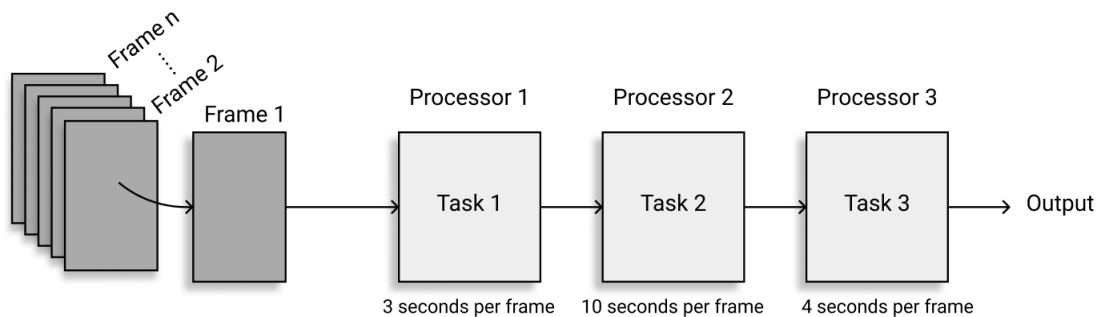 Frame n
Frame 2
Frame 1
Processor 1
Processor 2
Processor 3
Task 1
Task 2
Task 3
Output
3 seconds per frame
10 seconds per frame
4 seconds per frame